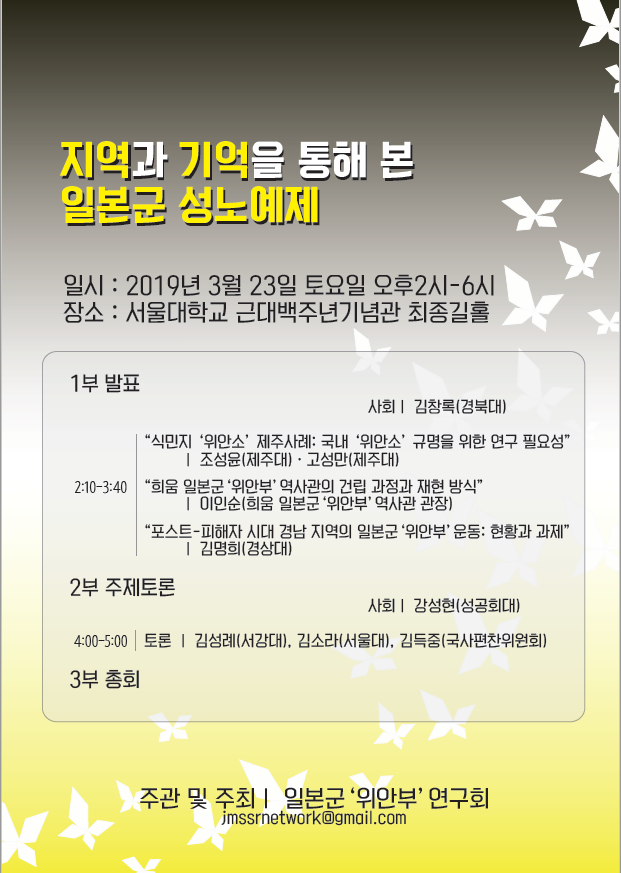 지역과 기억을 통해 본
일본군 성노예제
일시 : 2019년 3월 23일 토요일 오후2시-6시
장소 : 서울대학교 근대백주년기념관 최종길홀
1부 발표
사회ㅣ 김창록(경북대)
“식민지 ‘위안소’ 제주사례: 국내 ‘위안소’ 규명을 위한 연구 필요성”
ㅣ 조성윤(제주대) · 고성만(제주대)
2:10-3:40
“희움 일본군 ‘위안부’ 역사관의 건립 과정과 재현 방식”
ㅣ 이인순(희움 일본군 ‘위안부’ 역사관 관장)
“포스트-피해자 시대 경남 지역의 일본군 ‘위안부’ 운동: 현황과 과제”
ㅣ 김명희(경상대)
2부 주제토론
사회ㅣ 강성현(성공회대)
4:00-5:00 토론 ㅣ 김성례(서강대), 김소라(서울대), 김득중(국사편찬위원회)
3부 총회
주관 및 주최ㅣ 일본군 ‘위안부’ 연구회
jmssrnetwork@gmail.com